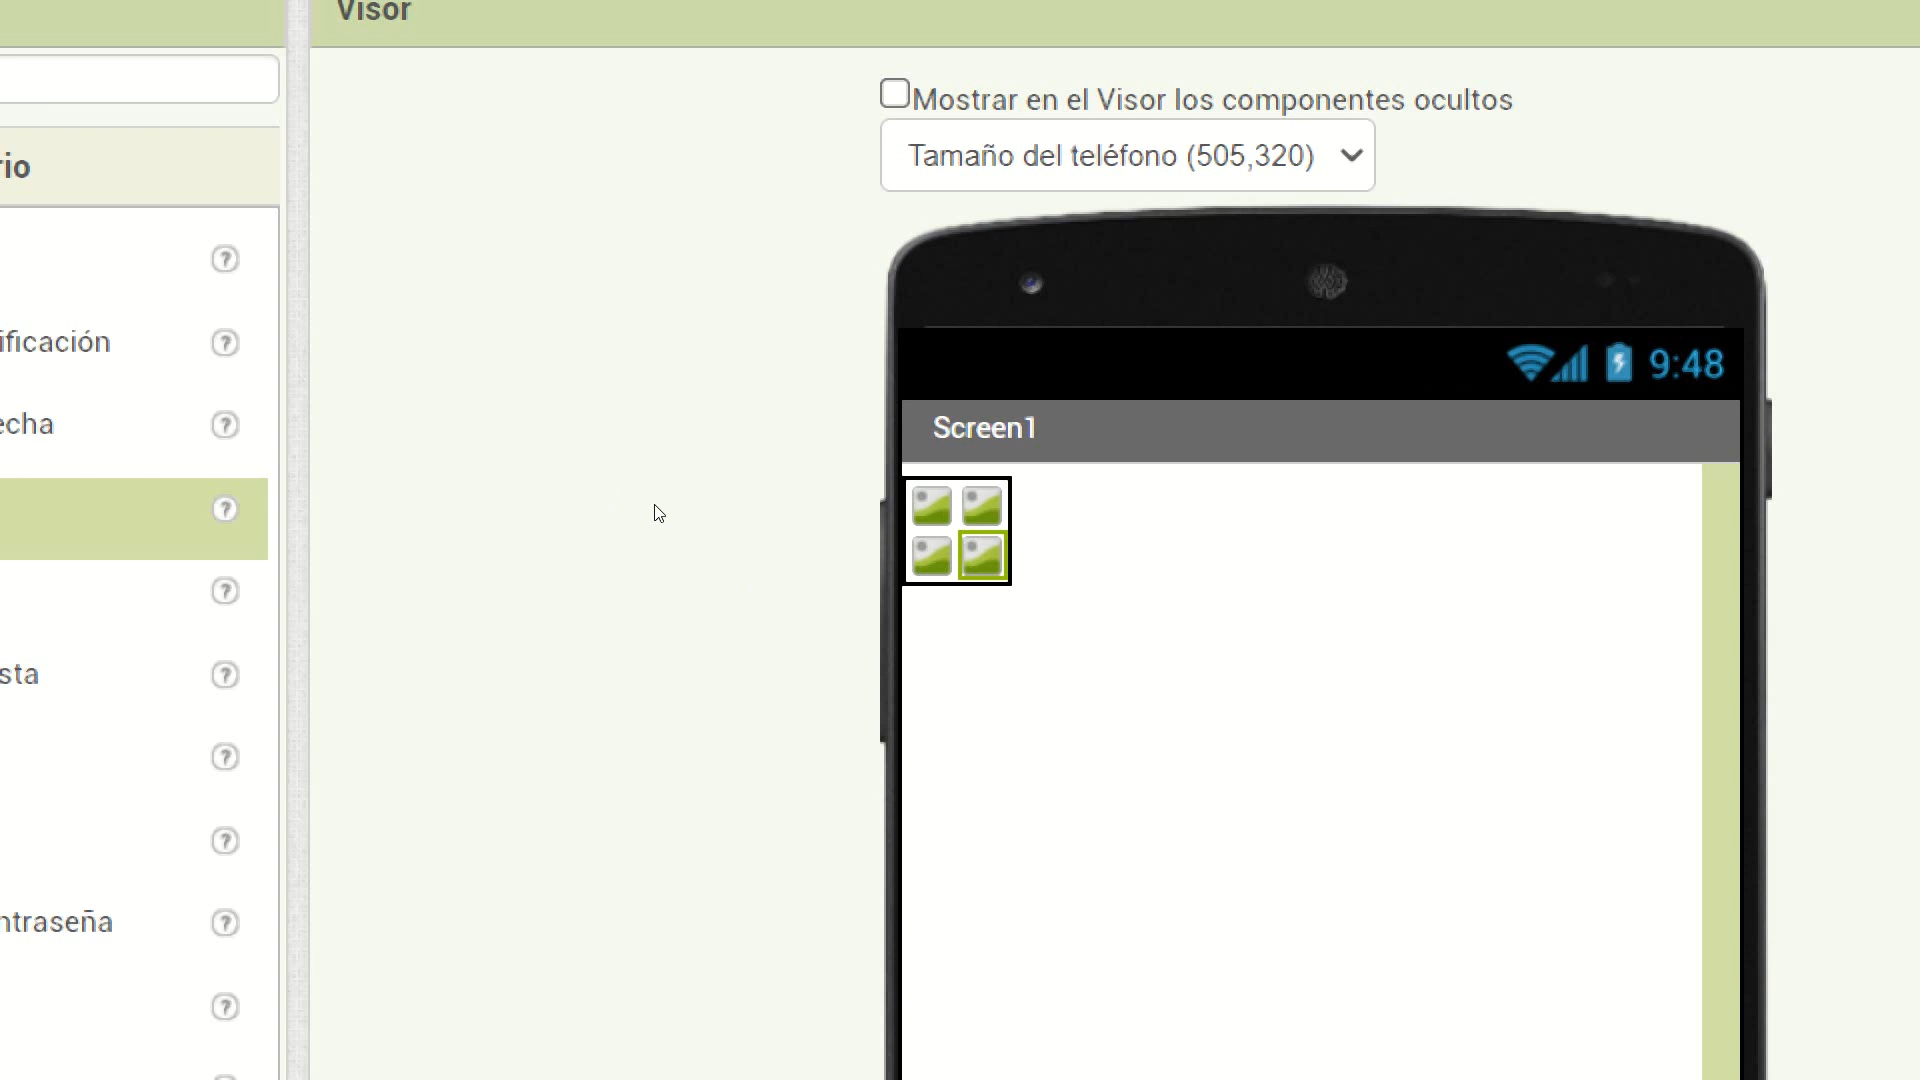 Visor
Mostrar en el Visor los componentes ocultos
Tamaño del teléfono (505,320)
rio
ificación
echa
sta
ntraseña
9:48
Screen1